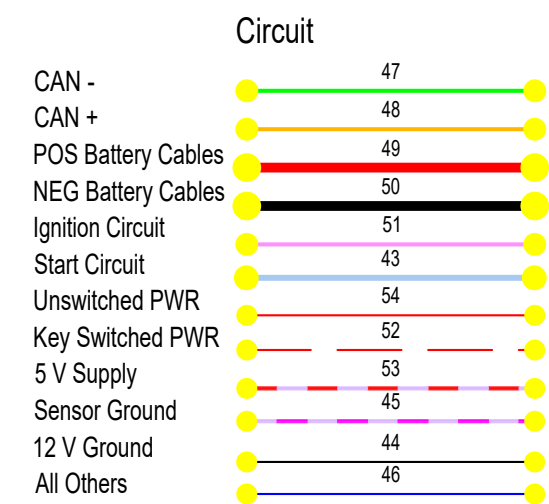 Circuit
CAN - 47
CAN + 48
POS Battery Cables 49
NEG Battery Cables 50
Ignition Circuit 51
Start Circuit 43
Unswitched PWR 54
Key Switched PWR 52
5 V Supply 53
Sensor Ground 45
12 V Ground 44
All Others 46